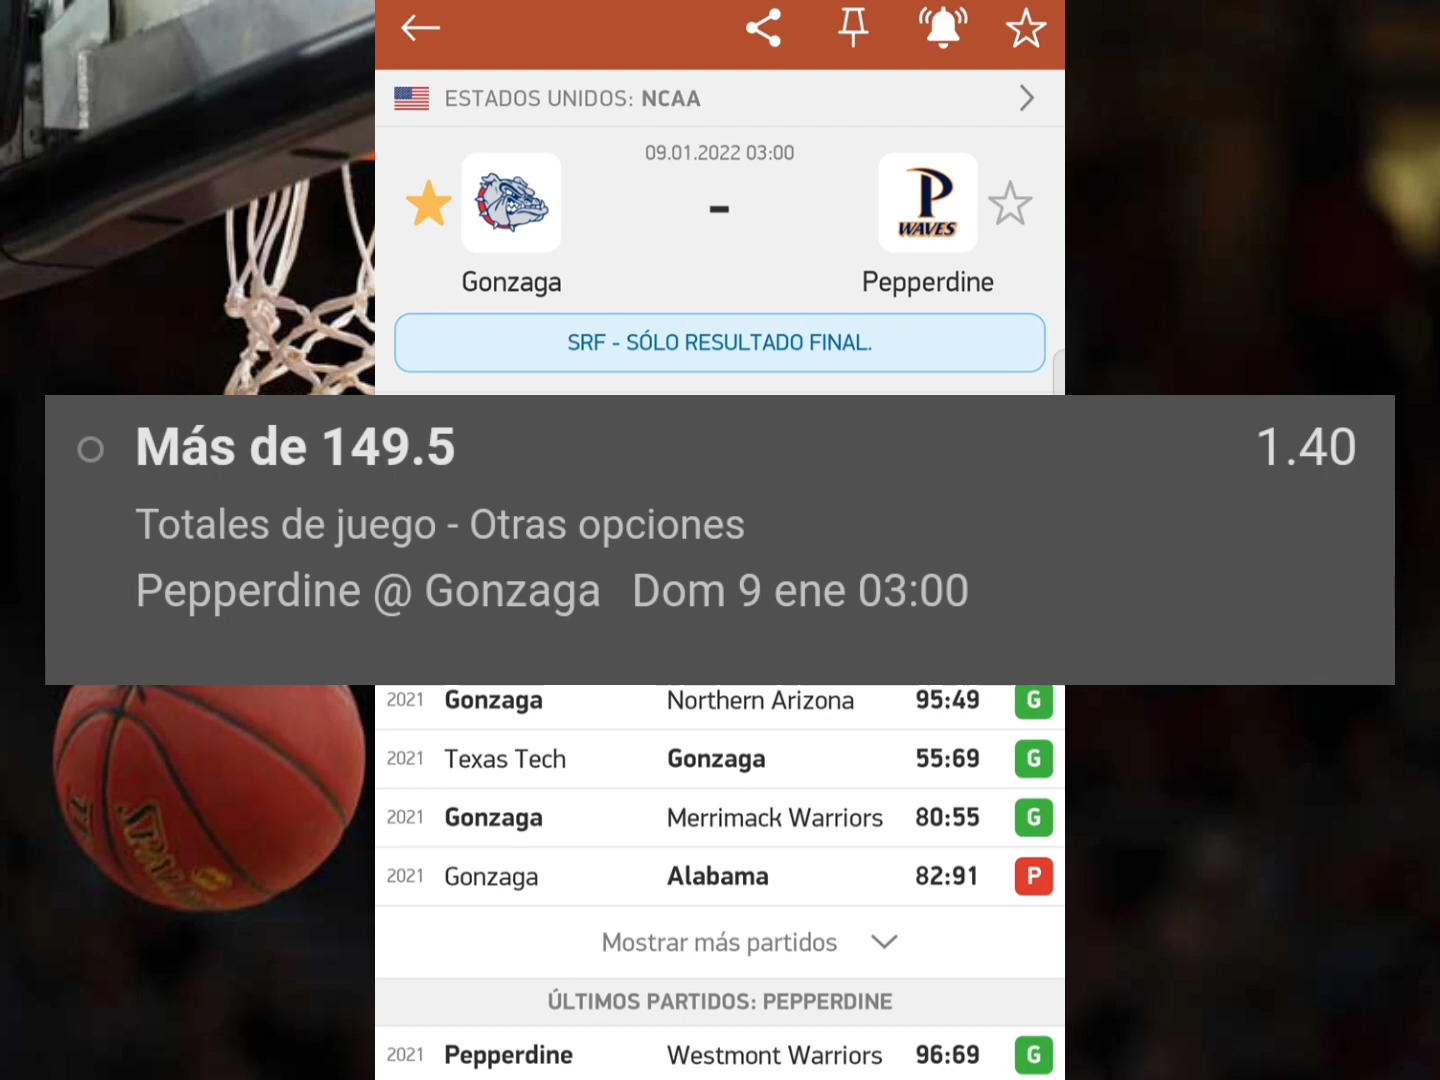 ESTADOS UNIDOS: NCAA
09.01.2022 03:00
-
P
WAVES
Gonzaga
Pepperdine
SRF - SÓLO RESULTADO FINAL.
Más de 149.5 1.40
Totales de juego - Otras opciones
Pepperdine @ Gonzaga Dom 9 ene 03:00
2021 Gonzaga Northern Arizona 95:49 G
2021 Texas Tech Gonzaga 55:69 G
2021 Gonzaga Merrimack Warriors 80:55 G
2021 Gonzaga Alabama 82:91 P
Mostrar más partidos
ÚLTIMOS PARTIDOS: PEPPERDINE
2021 Pepperdine Westmont Warriors 96:69 G